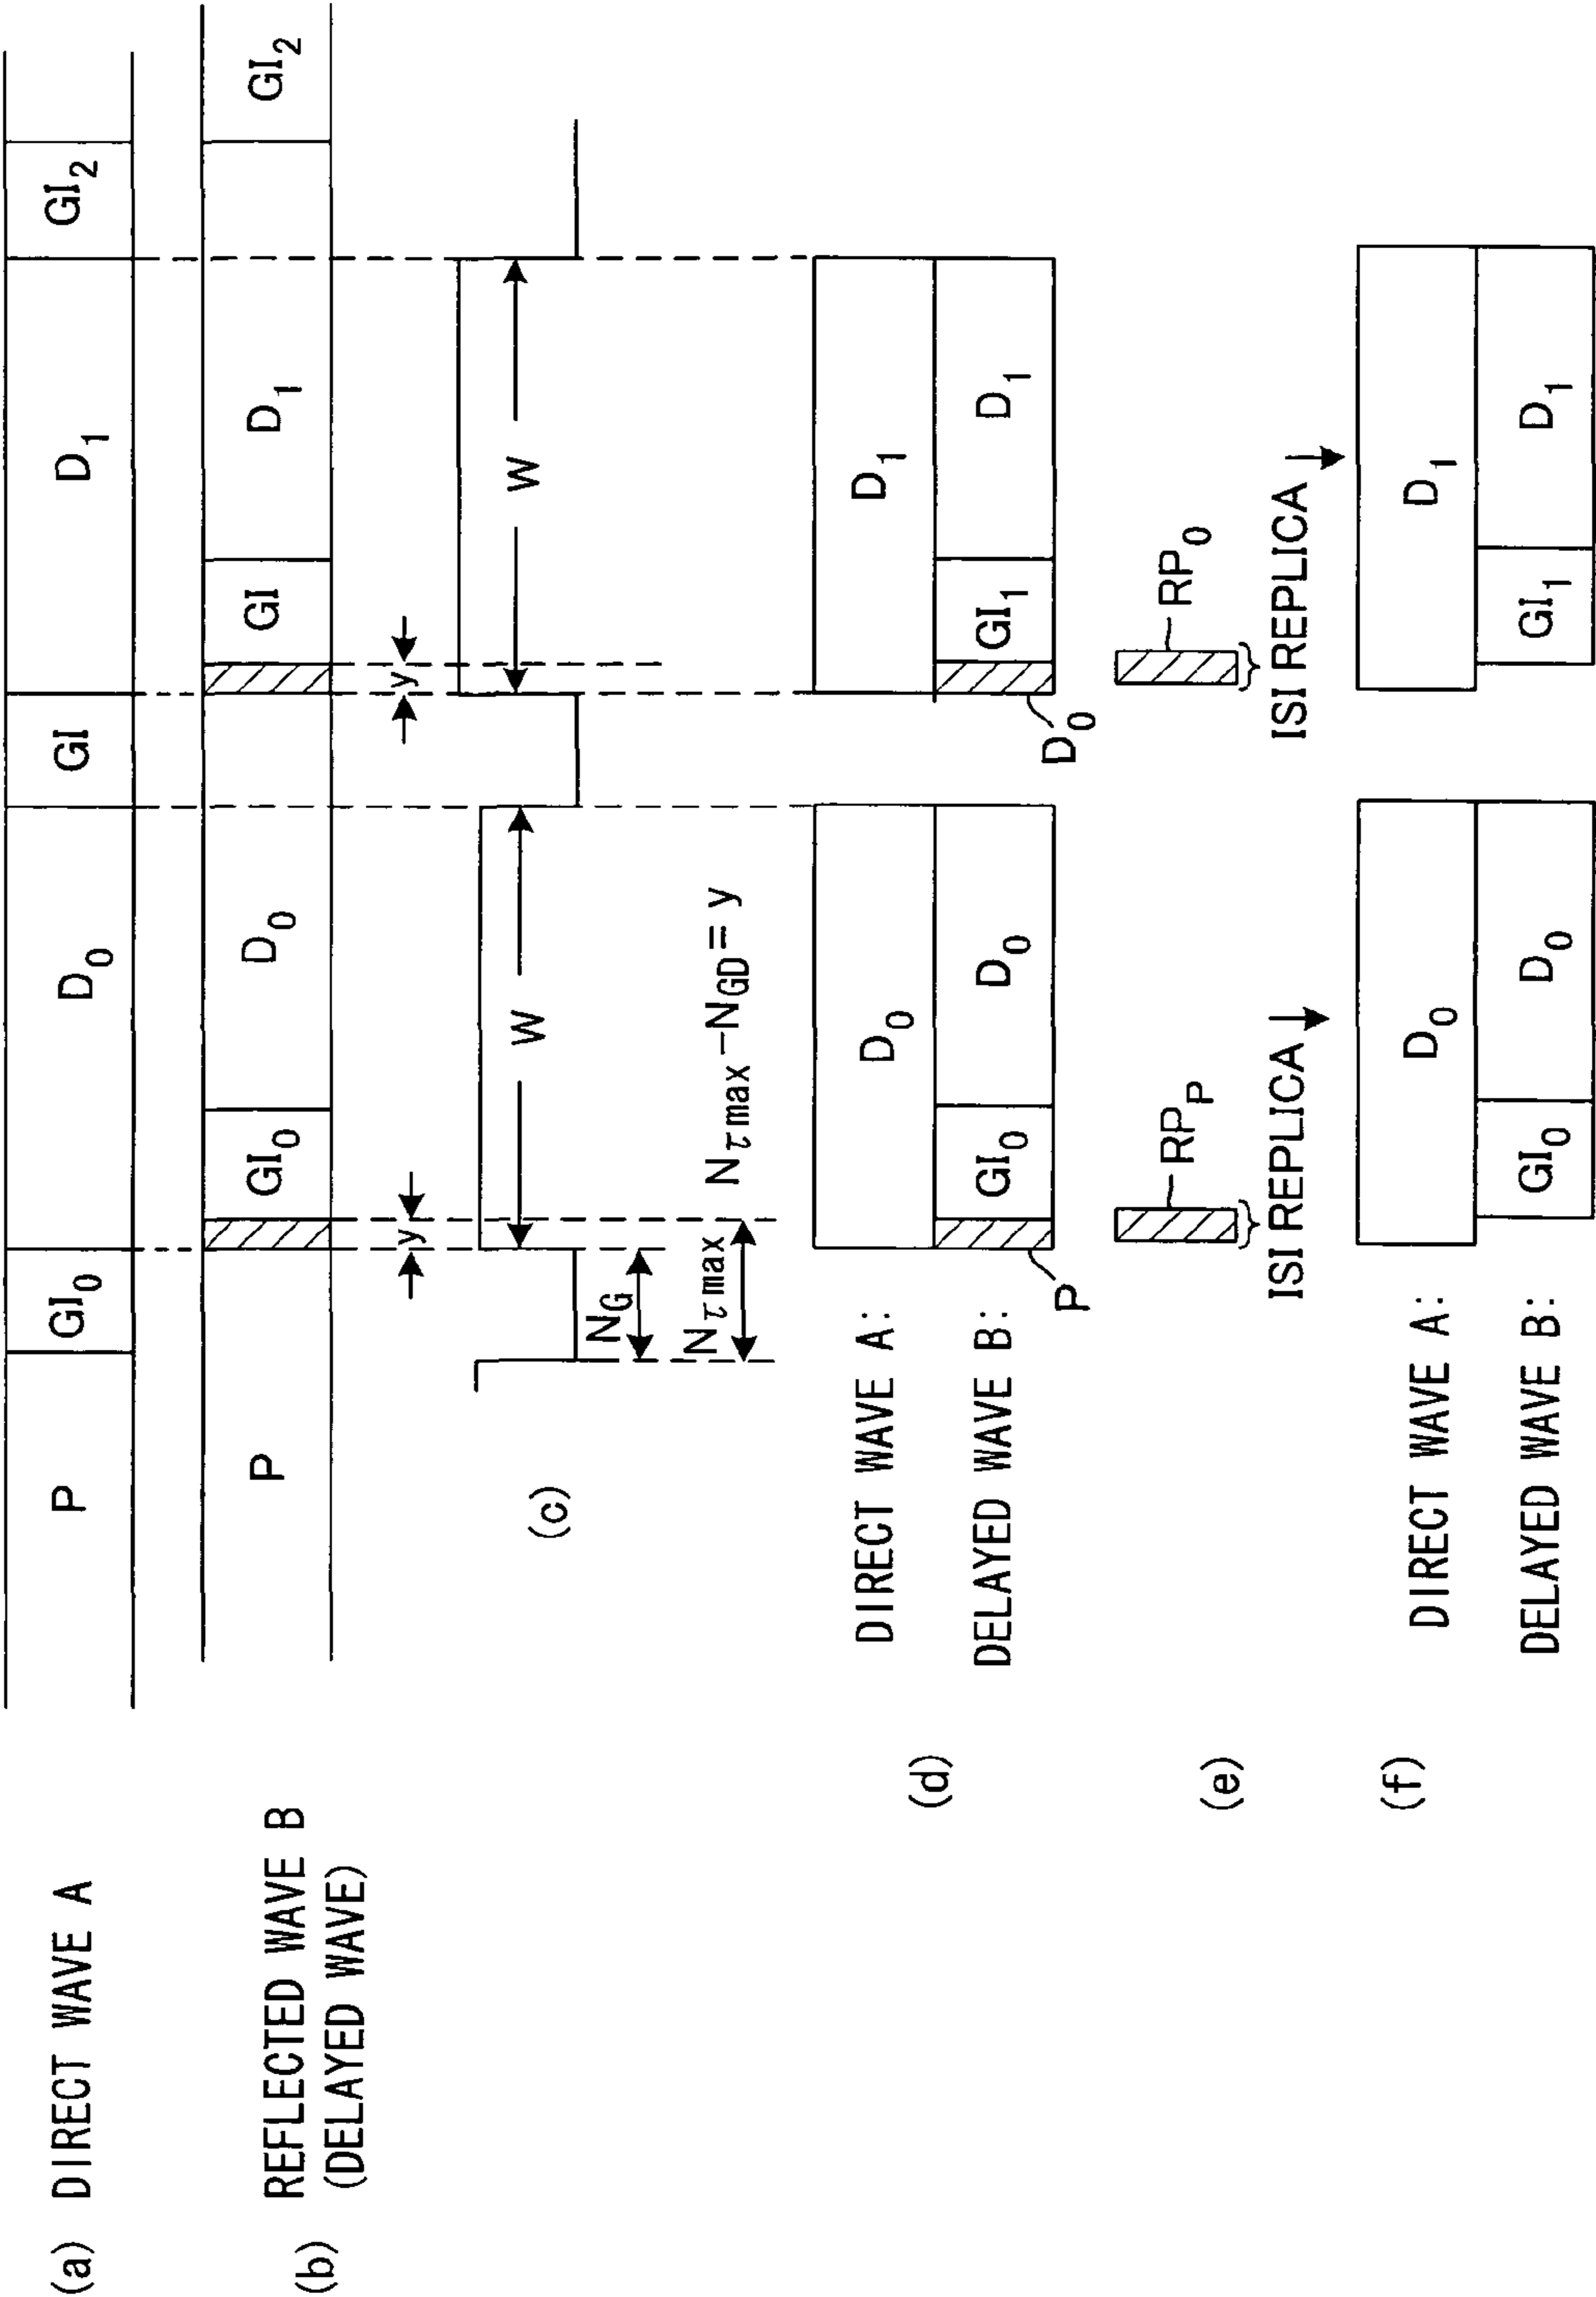 (a) DIRECT WAVE A
P GI0 D0 GI D1 GI2
(b) REFLECTED WAVE B
(DELAYED WAVE)
P GI0 D0 GI D1 GI2
y y
(c)
W W
NG
Nτmax
Nτmax−NGD=y
(d)
DIRECT WAVE A: D0 D1
DELAYED WAVE B: GI0 D0 GI1 D1
P D0
(e)
RPP RP0
ISI REPLICA ISI REPLICA
(f)
DIRECT WAVE A: D0 D1
DELAYED WAVE B: GI0 D0 GI1 D1